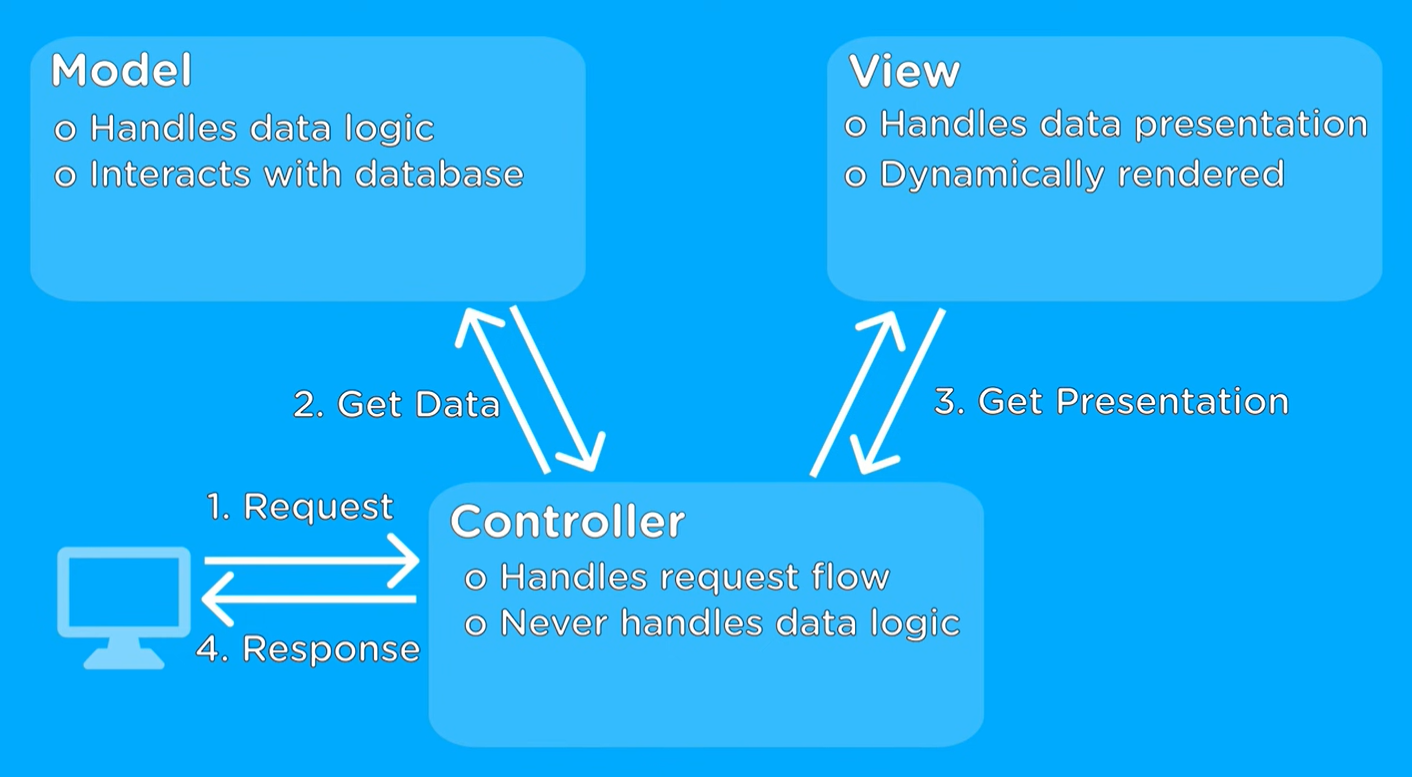 Model
o Handles data logic
o Interacts with database
View
o Handles data presentation
o Dynamically rendered
2. Get Data
3. Get Presentation
1. Request
4. Response
Controller
o Handles request flow
o Never handles data logic